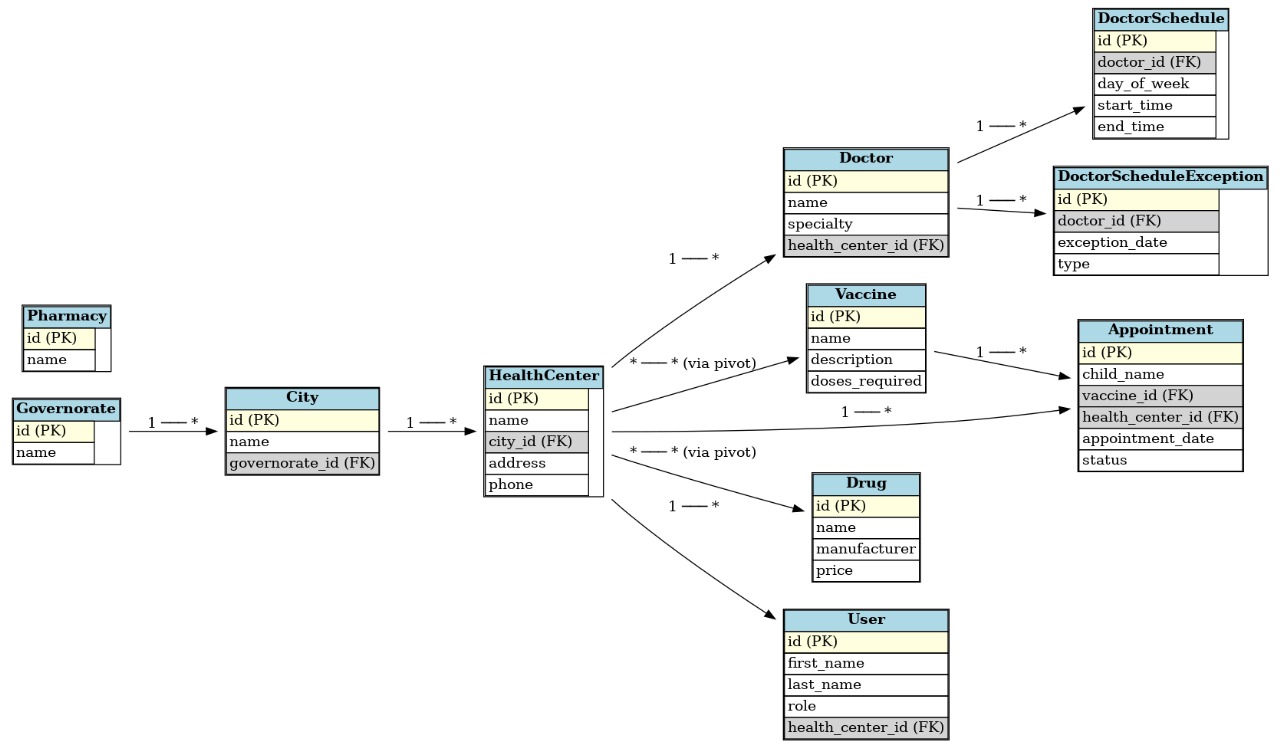 Pharmacy
id (PK)
name
Governorate
id (PK)
name
1 —— *
City
id (PK)
name
governorate_id (FK)
1 —— *
HealthCenter
id (PK)
name
city_id (FK)
address
phone
1 —— *
* —— * (via pivot)
1 —— *
* —— * (via pivot)
1 —— *
Doctor
id (PK)
name
specialty
health_center_id (FK)
Vaccine
id (PK)
name
description
doses_required
Drug
id (PK)
name
manufacturer
price
User
id (PK)
first_name
last_name
role
health_center_id (FK)
1 —— *
1 —— *
1 —— *
DoctorSchedule
id (PK)
doctor_id (FK)
day_of_week
start_time
end_time
DoctorScheduleException
id (PK)
doctor_id (FK)
exception_date
type
Appointment
id (PK)
child_name
vaccine_id (FK)
health_center_id (FK)
appointment_date
status